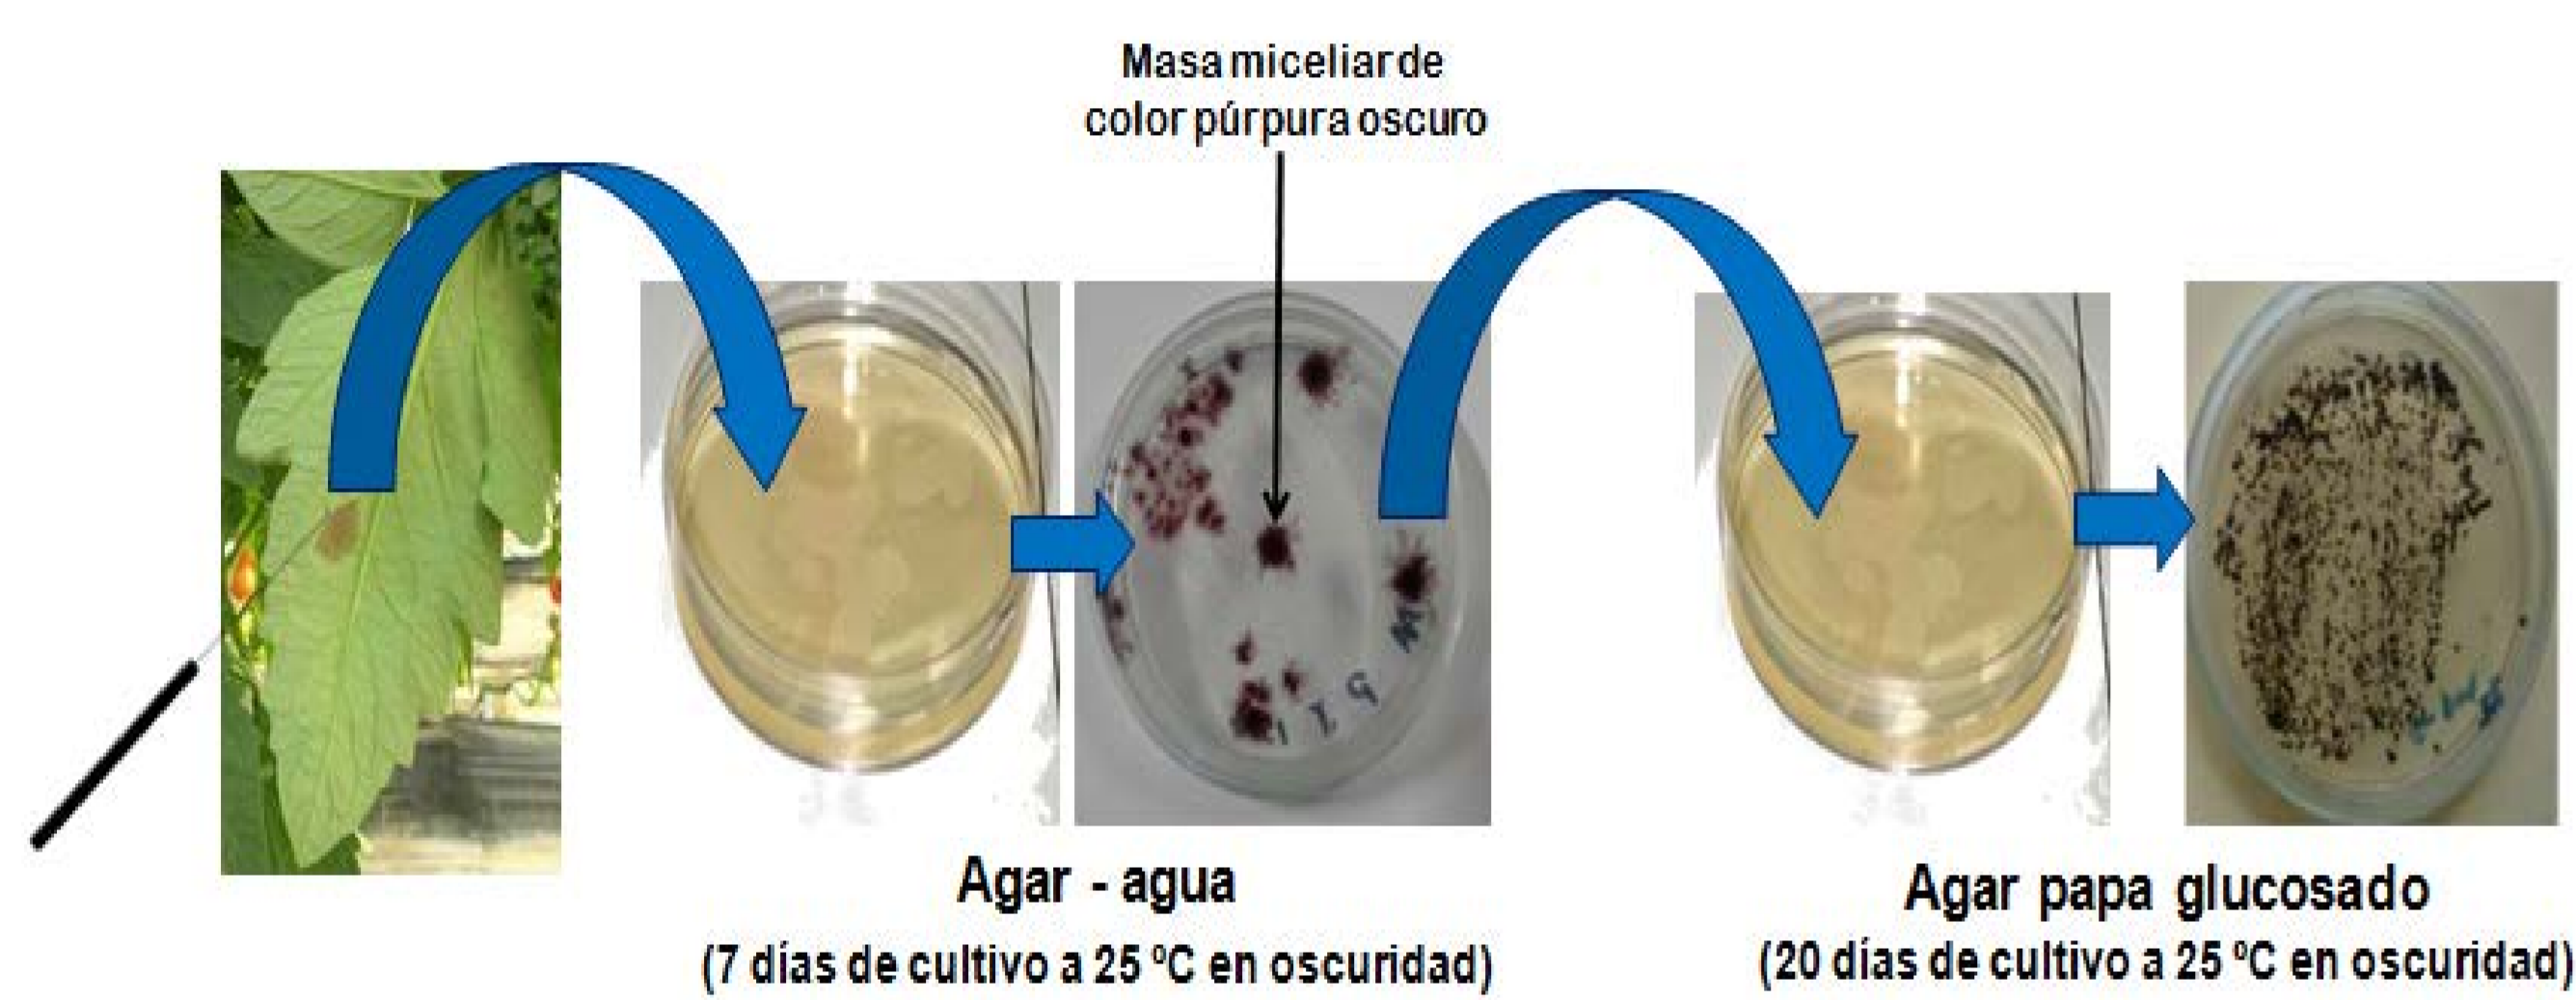 Masa miceliar de
color púrpura oscuro
Agar - agua
(7 días de cultivo a 25 ºC en oscuridad)
Agar papa glucosado
(20 días de cultivo a 25 ºC en oscuridad)